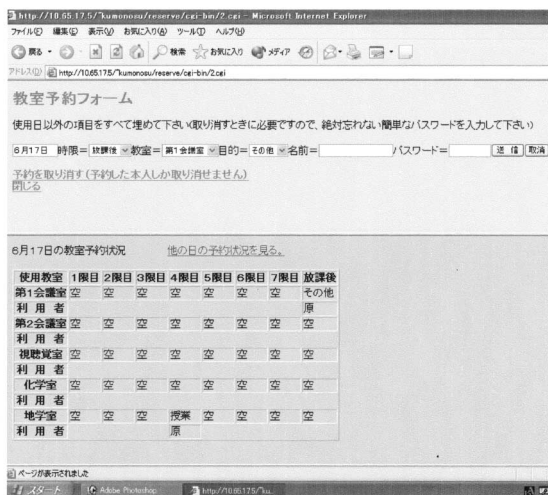 http://10.65.17.5/~kumonosu/reserve/cgi-bin/2.cgi - Microsoft Internet Explorer
ファイル(F) 編集(E) 表示(V) お気に入り(A) ツール(T) ヘルプ(H)
戻る 検索 お気に入り メディア
アドレス(D) http://10.65.17.5/~kumonosu/reserve/cgi-bin/2.cgi
教室予約フォーム
使用日以外の項目をすべて埋めて下さい(取り消すときに必要ですので、絶対忘れない簡単なパスワードを入力して下さい)
6月17日 時限= 放課後 教室= 第1会議室 目的= その他 名前= パスワード= 送信 取消
予約を取り消す(予約した本人しか取り消せません)
閉じる
6月17日の教室予約状況 他の日の予約状況を見る。
使用教室 1限目 2限目 3限目 4限目 5限目 6限目 7限目 放課後
第1会議室 空 空 空 空 空 空 空 その他
利用者 原
第2会議室 空 空 空 空 空 空 空 空
利用者
視聴覚室 空 空 空 空 空 空 空 空
利用者
化学室 空 空 空 空 空 空 空 空
利用者
地学室 空 空 空 授業 空 空 空 空
利用者 原
ページが表示されました
スタート Adobe Photoshop http://10.65.17.5/~ku...